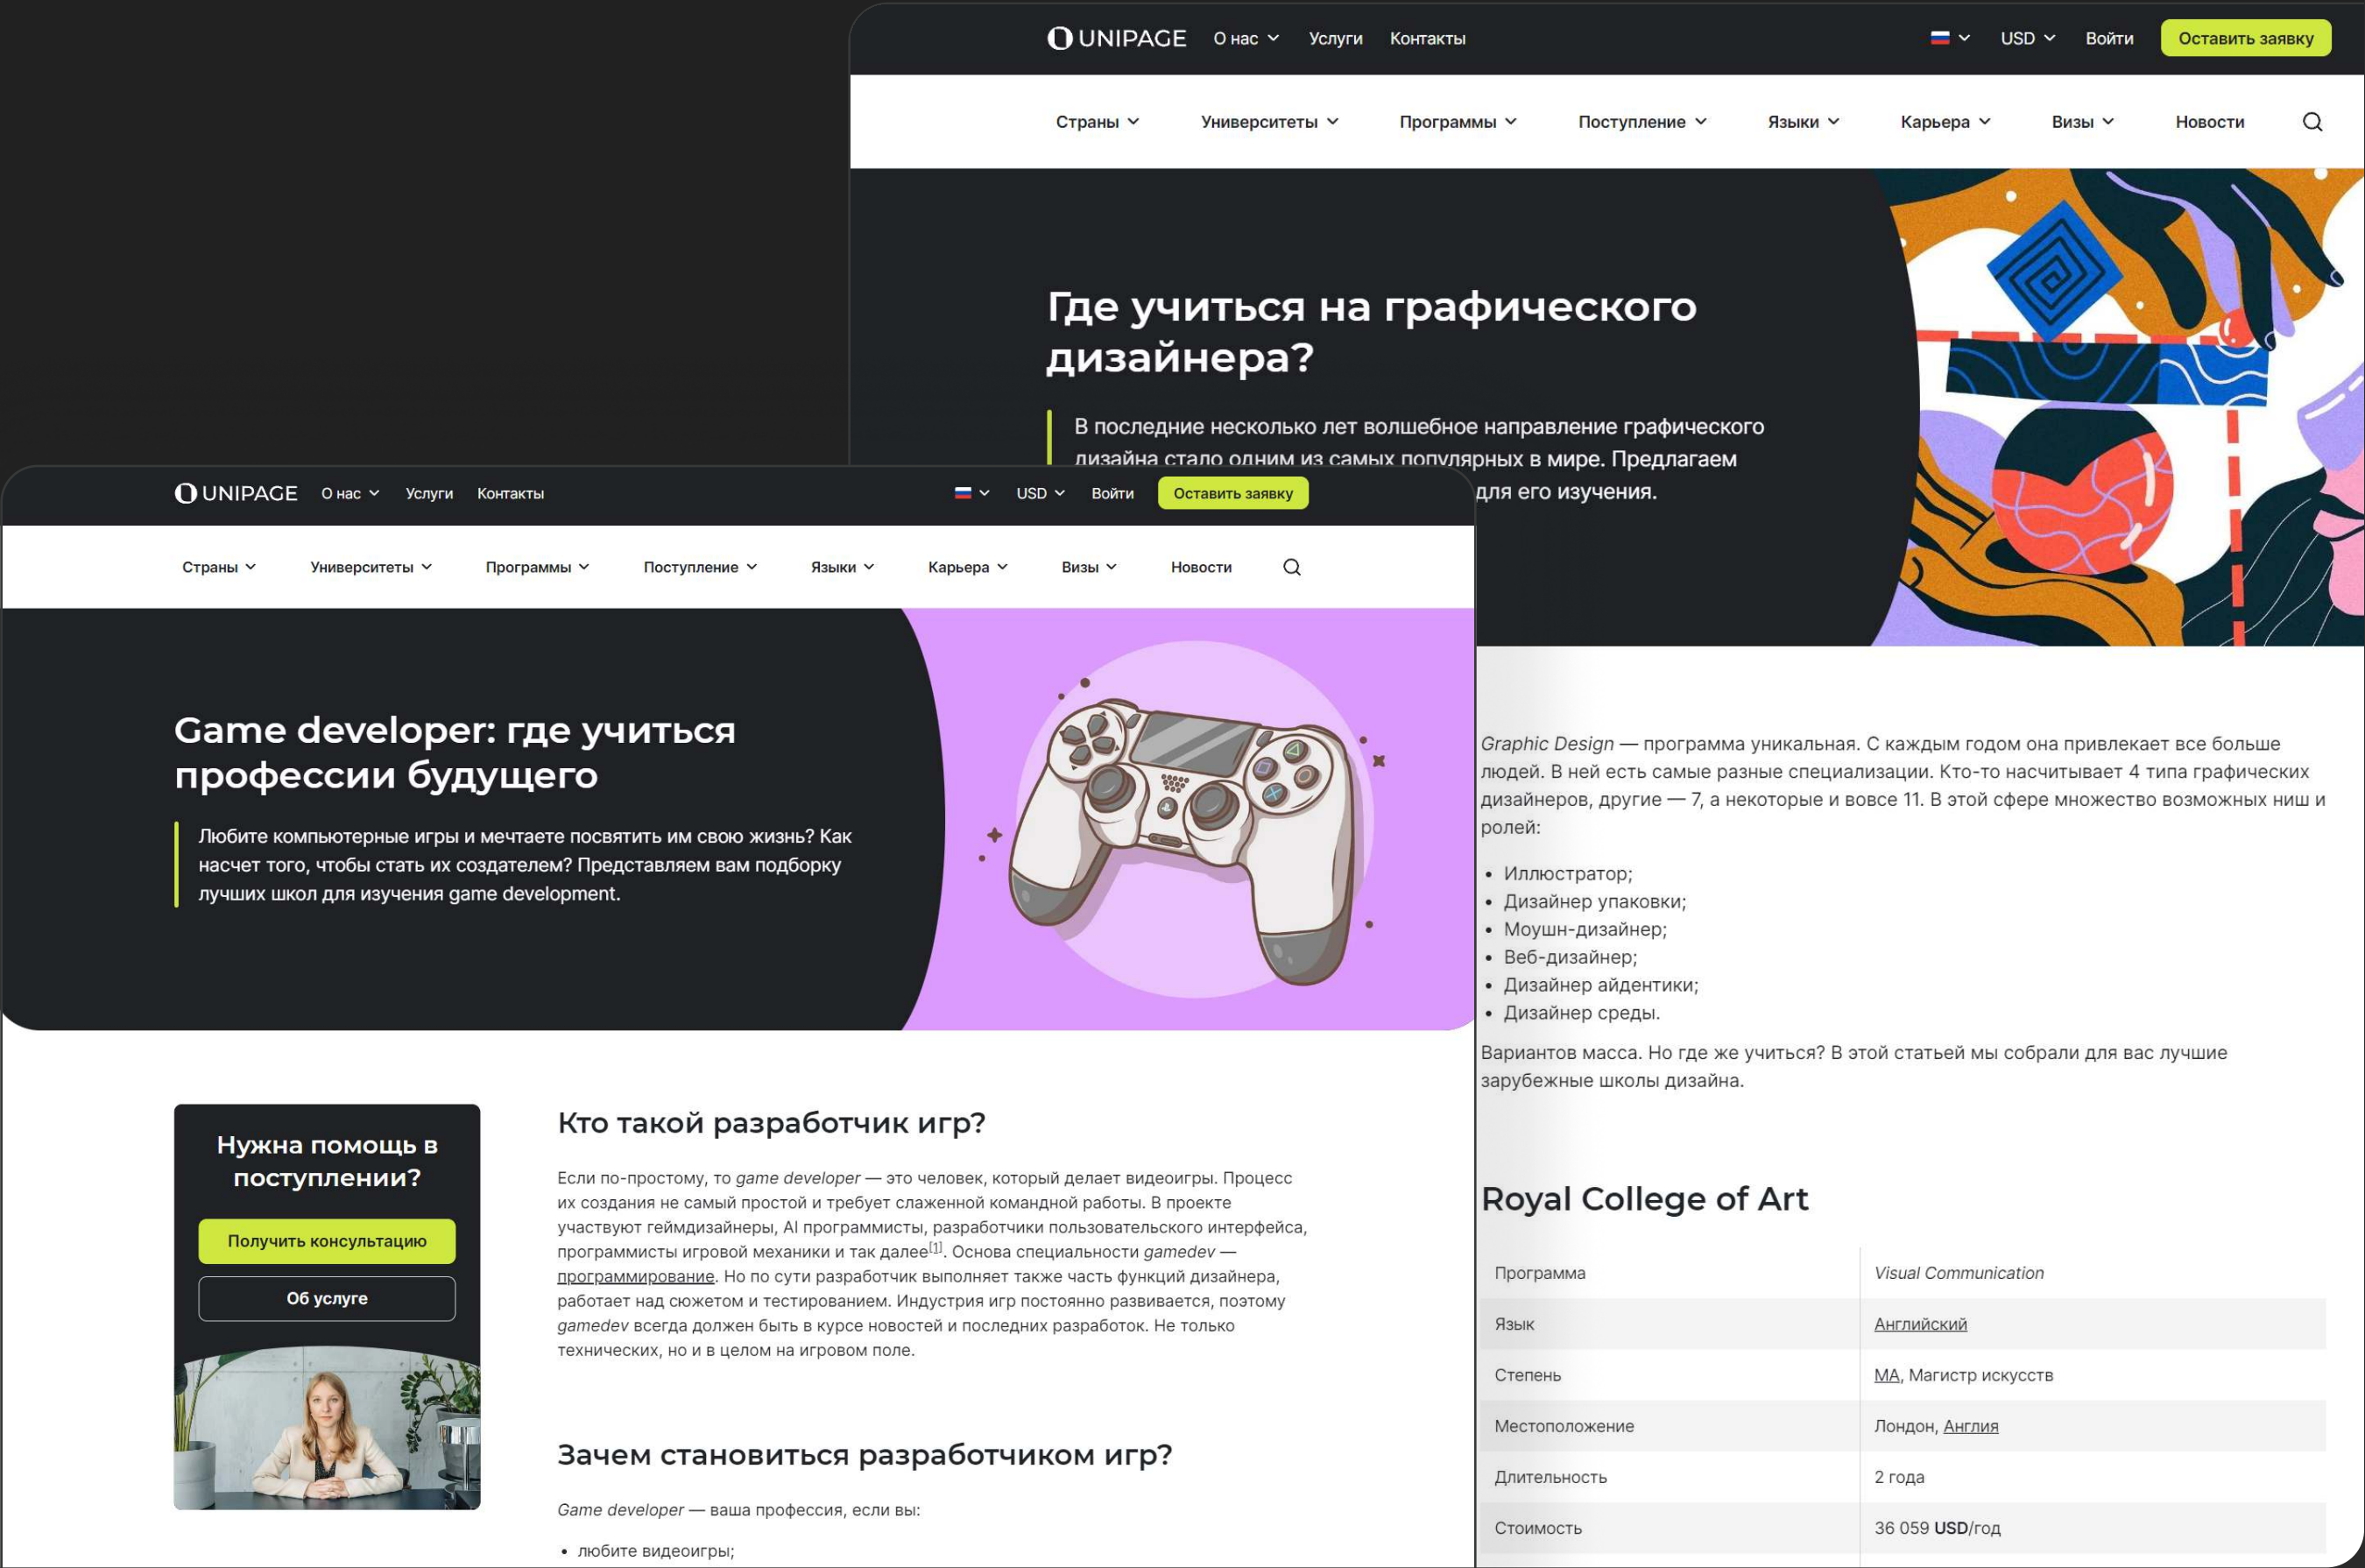 UNIPAGE О нас Услуги Контакты USD Войти Оставить заявку
Страны Университеты Программы Поступление Языки Карьера Визы Новости
Где учиться на графического
дизайнера?
В последние несколько лет волшебное направление графического
дизайна стало одним из самых популярных в мире. Предлагаем
для его изучения.
Graphic Design — программа уникальная. С каждым годом она привлекает все больше
людей. В ней есть самые разные специализации. Кто-то насчитывает 4 типа графических
дизайнеров, другие — 7, а некоторые и вовсе 11. В этой сфере множество возможных ниш и
ролей:
• Иллюстратор;
• Дизайнер упаковки;
• Моушн-дизайнер;
• Веб-дизайнер;
• Дизайнер айдентики;
• Дизайнер среды.
Вариантов масса. Но где же учиться? В этой статьей мы собрали для вас лучшие
зарубежные школы дизайна.
Royal College of Art
Программа Visual Communication
Язык Английский
Степень MA, Магистр искусств
Местоположение Лондон, Англия
Длительность 2 года
Стоимость 36 059 USD/год
UNIPAGE О нас Услуги Контакты USD Войти Оставить заявку
Страны Университеты Программы Поступление Языки Карьера Визы Новости
Game developer: где учиться
профессии будущего
Любите компьютерные игры и мечтаете посвятить им свою жизнь? Как
насчет того, чтобы стать их создателем? Представляем вам подборку
лучших школ для изучения game development.
Нужна помощь в
поступлении?
Получить консультацию
Об услуге
Кто такой разработчик игр?
Если по-простому, то game developer — это человек, который делает видеоигры. Процесс
их создания не самый простой и требует слаженной командной работы. В проекте
участвуют геймдизайнеры, AI программисты, разработчики пользовательского интерфейса,
программисты игровой механики и так далее[1]. Основа специальности gamedev —
программирование. Но по сути разработчик выполняет также часть функций дизайнера,
работает над сюжетом и тестированием. Индустрия игр постоянно развивается, поэтому
gamedev всегда должен быть в курсе новостей и последних разработок. Не только
технических, но и в целом на игровом поле.
Зачем становиться разработчиком игр?
Game developer — ваша профессия, если вы:
• любите видеоигры;